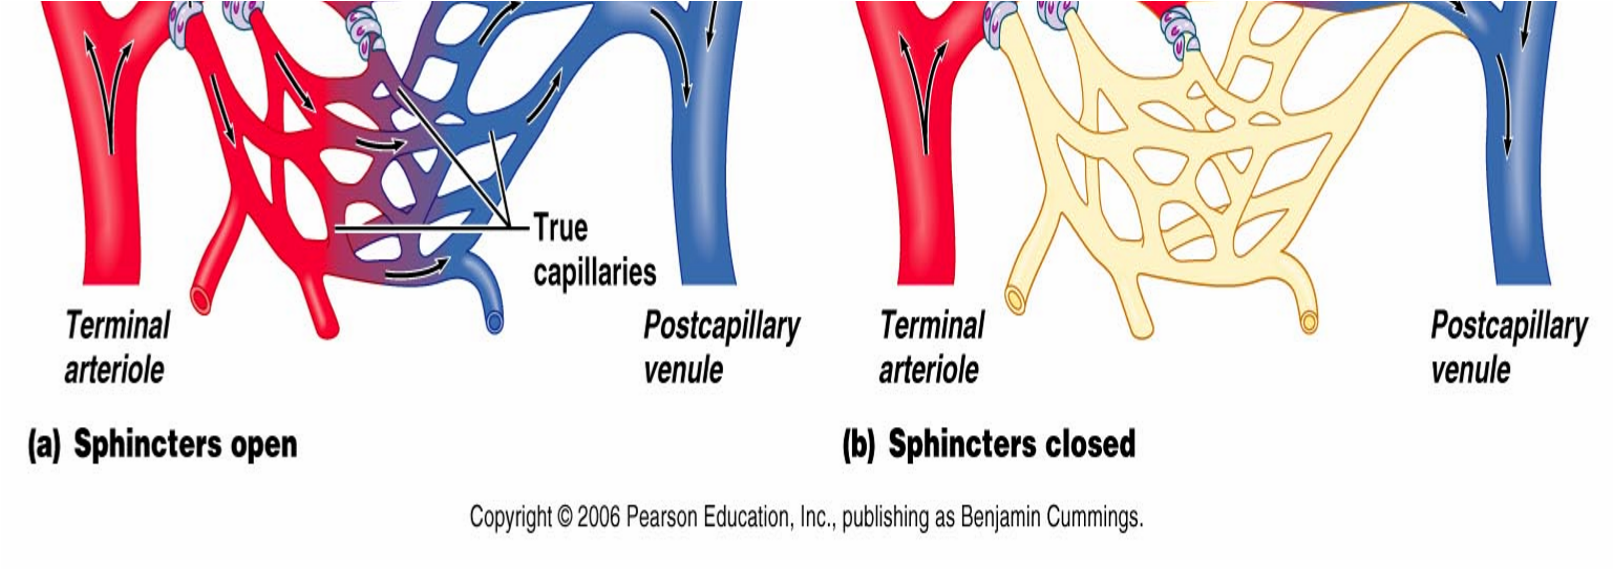 True
capillaries
Terminal
arteriole
Postcapillary
venule
Terminal
arteriole
Postcapillary
venule
(a) Sphincters open
(b) Sphincters closed
Copyright © 2006 Pearson Education, Inc., publishing as Benjamin Cummings.